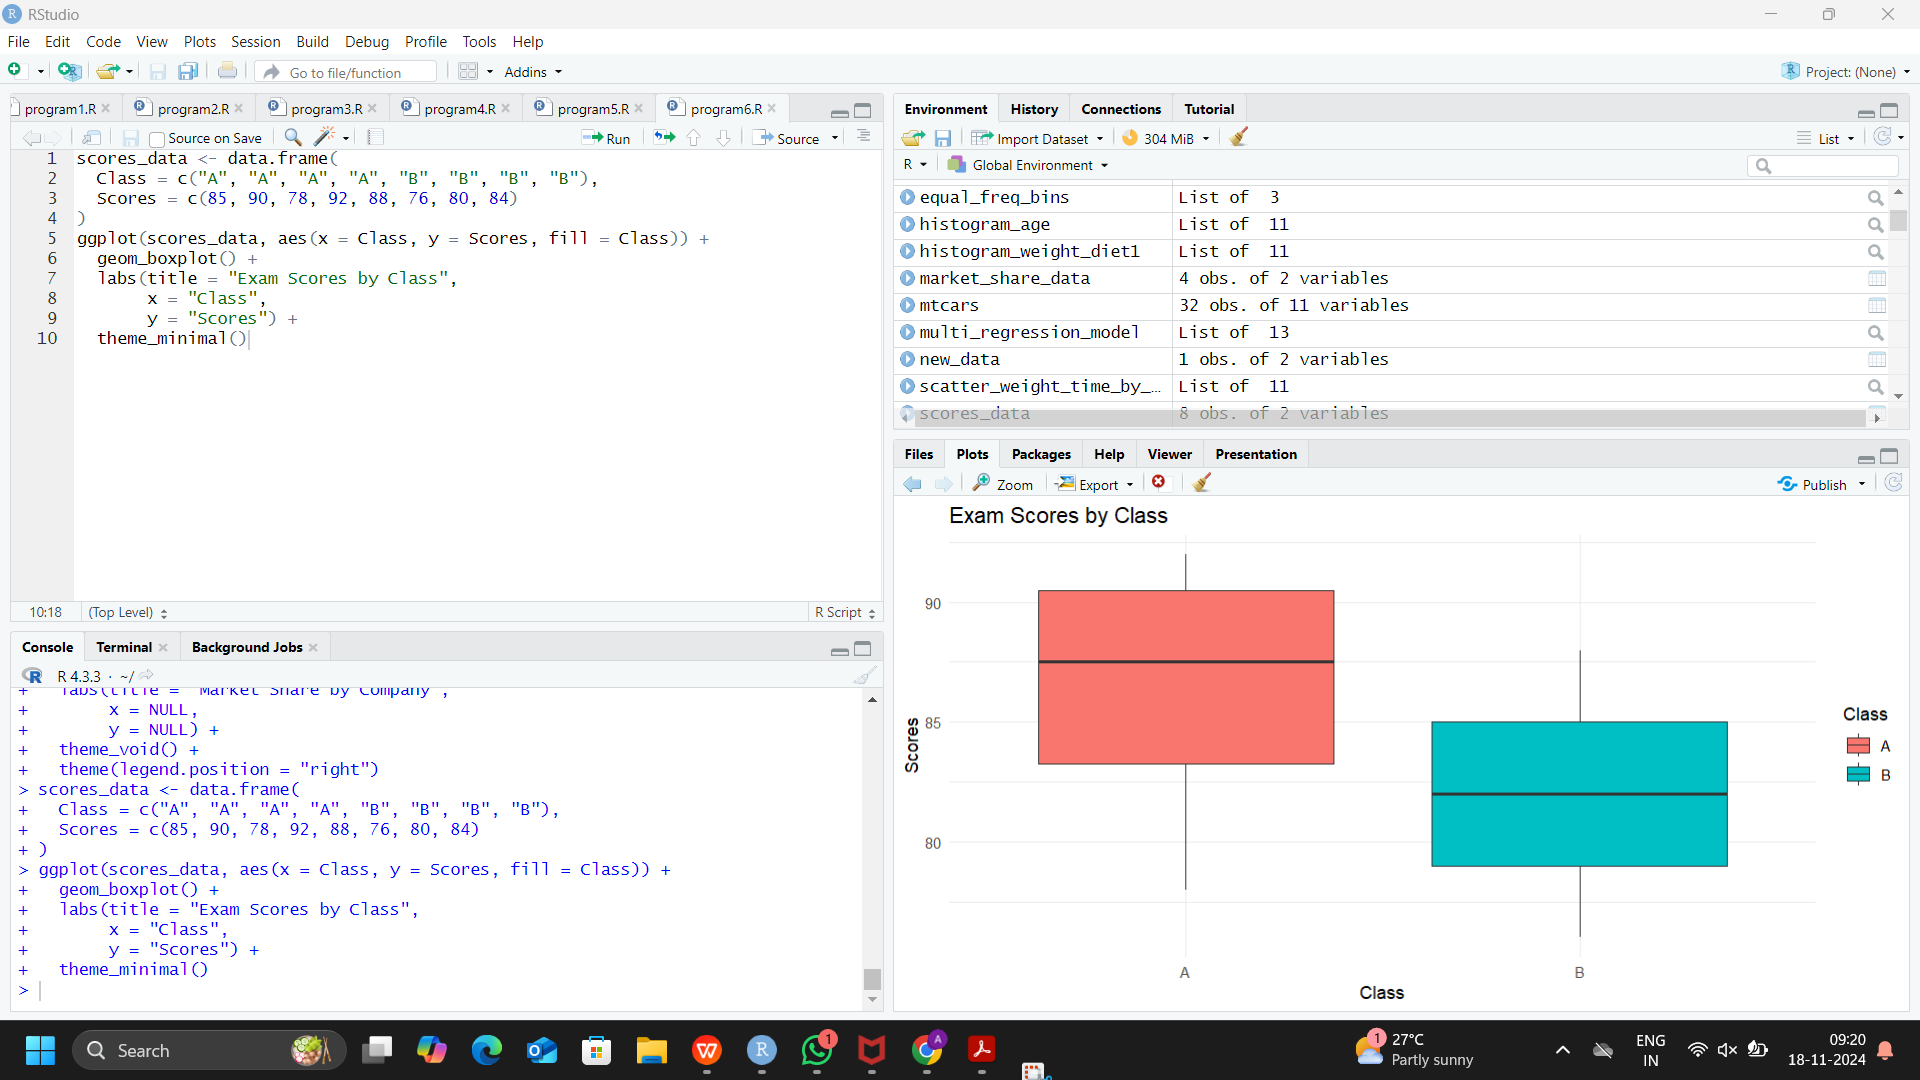 RStudio
File Edit Code View Plots Session Build Debug Profile Tools Help
Go to file/function Addins Project: (None)
program1.R program2.R program3.R program4.R program5.R program6.R
Source on Save Run Source
1 scores_data <- data.frame(
2 Class = c("A", "A", "A", "A", "B", "B", "B", "B"),
3 Scores = c(85, 90, 78, 92, 88, 76, 80, 84)
4 )
5 ggplot(scores_data, aes(x = Class, y = Scores, fill = Class)) +
6 geom_boxplot() +
7 labs(title = "Exam Scores by Class",
8 x = "Class",
9 y = "Scores") +
10 theme_minimal()
10:18 (Top Level) R Script
Console Terminal Background Jobs
R 4.3.3 · ~/
+ labs(title = "Market Share by Company",
+ x = NULL,
+ y = NULL) +
+ theme_void() +
+ theme(legend.position = "right")
> scores_data <- data.frame(
+ Class = c("A", "A", "A", "A", "B", "B", "B", "B"),
+ Scores = c(85, 90, 78, 92, 88, 76, 80, 84)
+ )
> ggplot(scores_data, aes(x = Class, y = Scores, fill = Class)) +
+ geom_boxplot() +
+ labs(title = "Exam Scores by Class",
+ x = "Class",
+ y = "Scores") +
+ theme_minimal()
>
Environment History Connections Tutorial
Import Dataset 304 MiB List
R Global Environment
equal_freq_bins List of 3
histogram_age List of 11
histogram_weight_diet1 List of 11
market_share_data 4 obs. of 2 variables
mtcars 32 obs. of 11 variables
multi_regression_model List of 13
new_data 1 obs. of 2 variables
scatter_weight_time_by_… List of 11
scores_data 8 obs. of 2 variables
Files Plots Packages Help Viewer Presentation
Zoom Export Publish
Exam Scores by Class
90
85
80
Scores
A B
Class
Class
A
B
Search
1
A
1
27°C
Partly sunny
ENG
IN
09:20
18-11-2024